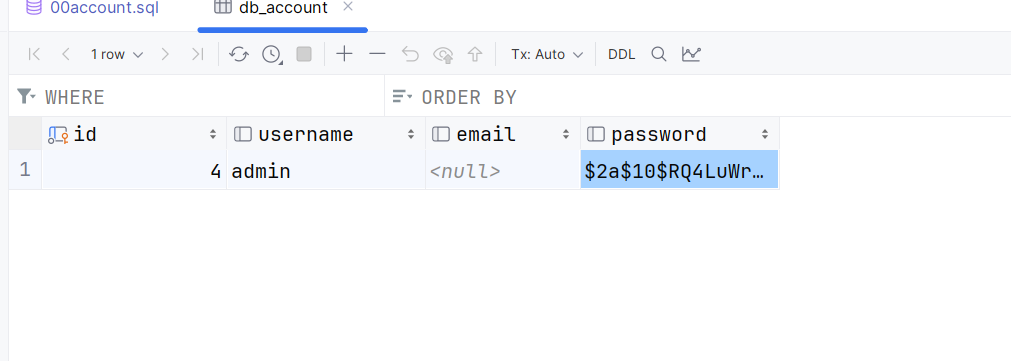 00account.sql db_account
1 row Tx: Auto DDL
WHERE ORDER BY
id username email password
1 4 admin <null> $2a$10$RQ4LuWr…